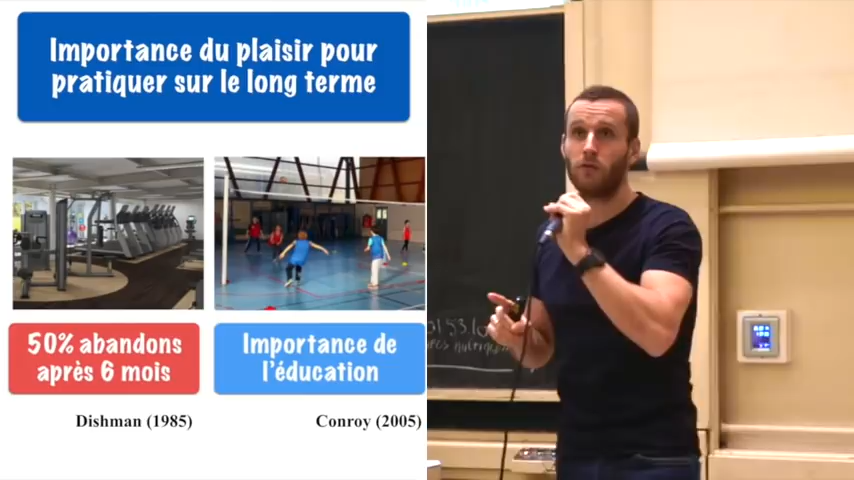 Importance du plaisir pour
pratiquer sur le long terme
50% abandons
après 6 mois
Importance de
l'éducation
Dishman (1985)
Conroy (2005)